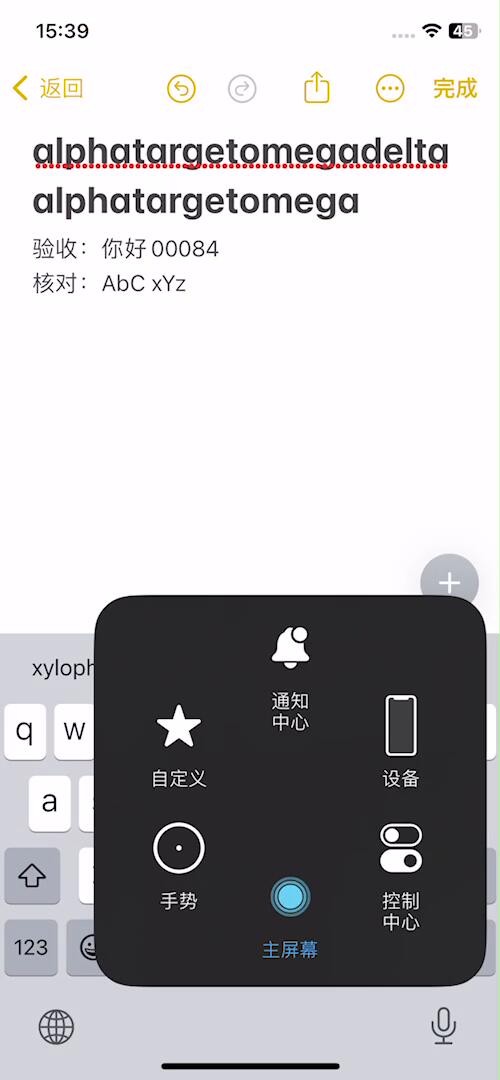 15:39
45
返回
完成
alphatargetomegadelta
alphatargetomega
验收：你好 00084
核对：AbC xYz
xyloph
通知
中心
自定义
设备
手势
控制
中心
主屏幕
q w
a
123